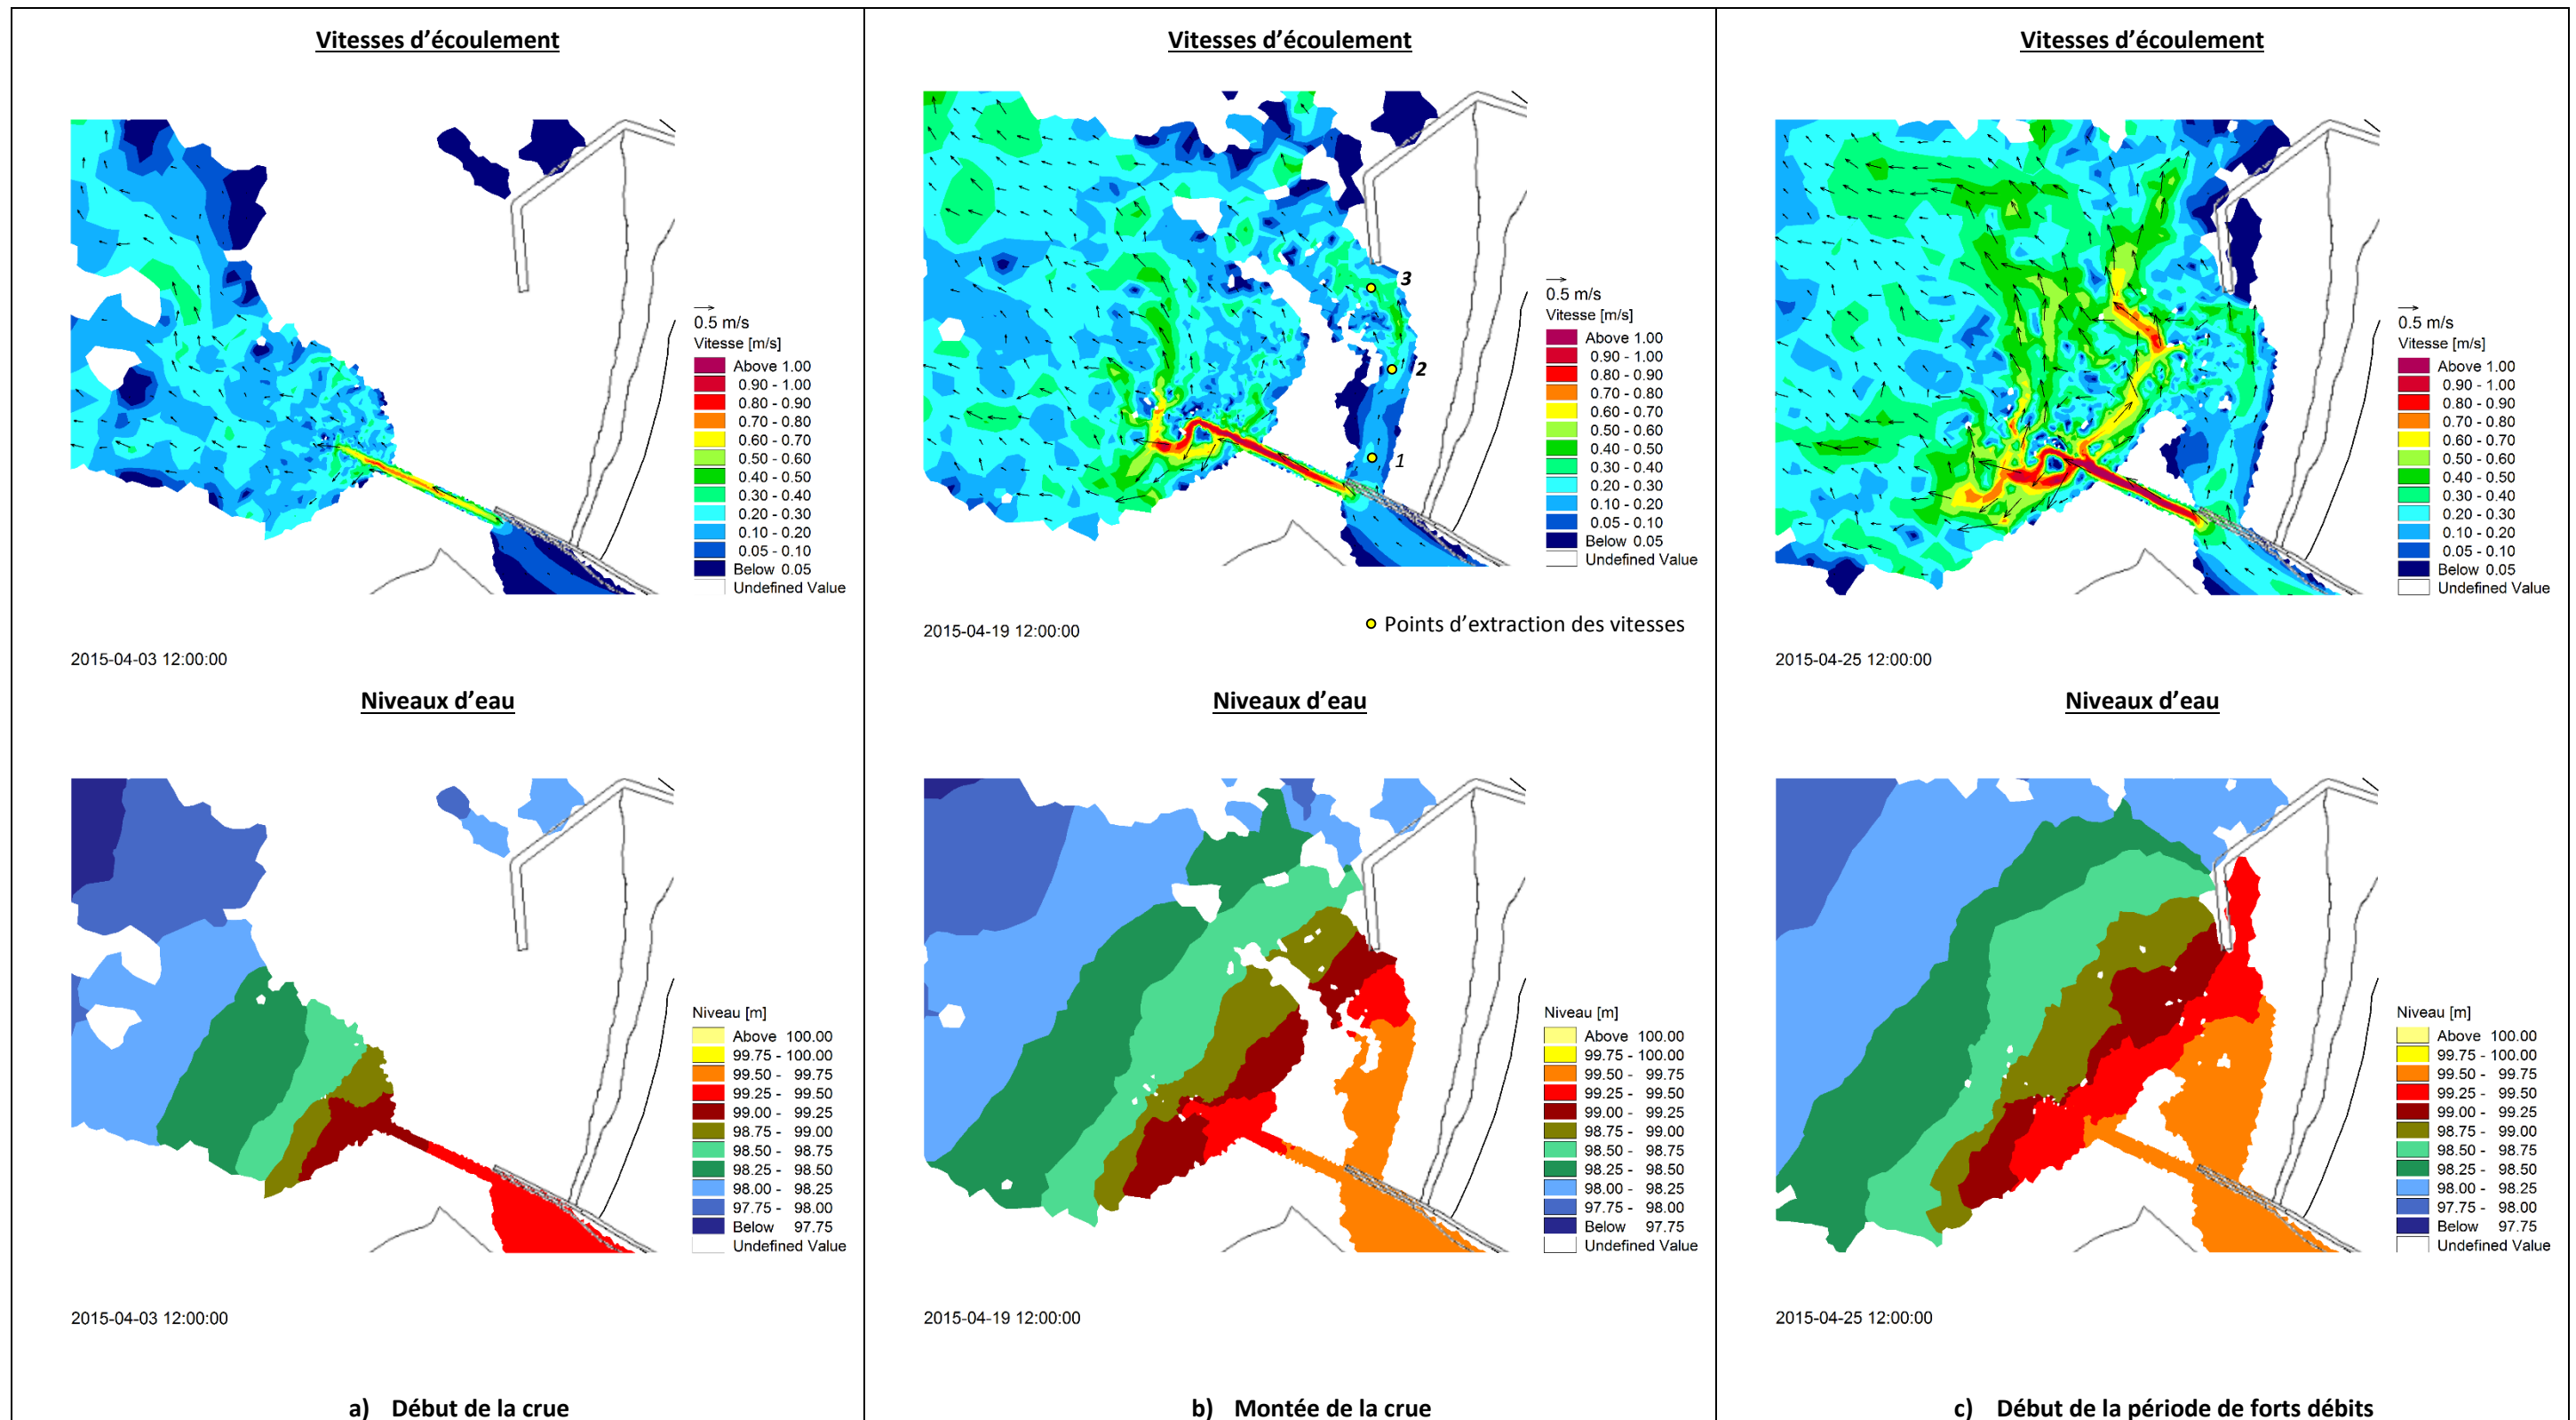 Vitesses d'écoulement
0.5 m/s
Vitesse [m/s]
Above 1.00
0.90 - 1.00
0.80 - 0.90
0.70 - 0.80
0.60 - 0.70
0.50 - 0.60
0.40 - 0.50
0.30 - 0.40
0.20 - 0.30
0.10 - 0.20
0.05 - 0.10
Below 0.05
Undefined Value
2015-04-03 12:00:00
Niveaux d'eau
Niveau [m]
Above 100.00
99.75 - 100.00
99.50 - 99.75
99.25 - 99.50
99.00 - 99.25
98.75 - 99.00
98.50 - 98.75
98.25 - 98.50
98.00 - 98.25
97.75 - 98.00
Below 97.75
Undefined Value
2015-04-03 12:00:00
a) Début de la crue
Vitesses d'écoulement
3
2
1
0.5 m/s
Vitesse [m/s]
Above 1.00
0.90 - 1.00
0.80 - 0.90
0.70 - 0.80
0.60 - 0.70
0.50 - 0.60
0.40 - 0.50
0.30 - 0.40
0.20 - 0.30
0.10 - 0.20
0.05 - 0.10
Below 0.05
Undefined Value
Points d'extraction des vitesses
2015-04-19 12:00:00
Niveaux d'eau
Niveau [m]
Above 100.00
99.75 - 100.00
99.50 - 99.75
99.25 - 99.50
99.00 - 99.25
98.75 - 99.00
98.50 - 98.75
98.25 - 98.50
98.00 - 98.25
97.75 - 98.00
Below 97.75
Undefined Value
2015-04-19 12:00:00
b) Montée de la crue
Vitesses d'écoulement
0.5 m/s
Vitesse [m/s]
Above 1.00
0.90 - 1.00
0.80 - 0.90
0.70 - 0.80
0.60 - 0.70
0.50 - 0.60
0.40 - 0.50
0.30 - 0.40
0.20 - 0.30
0.10 - 0.20
0.05 - 0.10
Below 0.05
Undefined Value
2015-04-25 12:00:00
Niveaux d'eau
Niveau [m]
Above 100.00
99.75 - 100.00
99.50 - 99.75
99.25 - 99.50
99.00 - 99.25
98.75 - 99.00
98.50 - 98.75
98.25 - 98.50
98.00 - 98.25
97.75 - 98.00
Below 97.75
Undefined Value
2015-04-25 12:00:00
c) Début de la période de forts débits